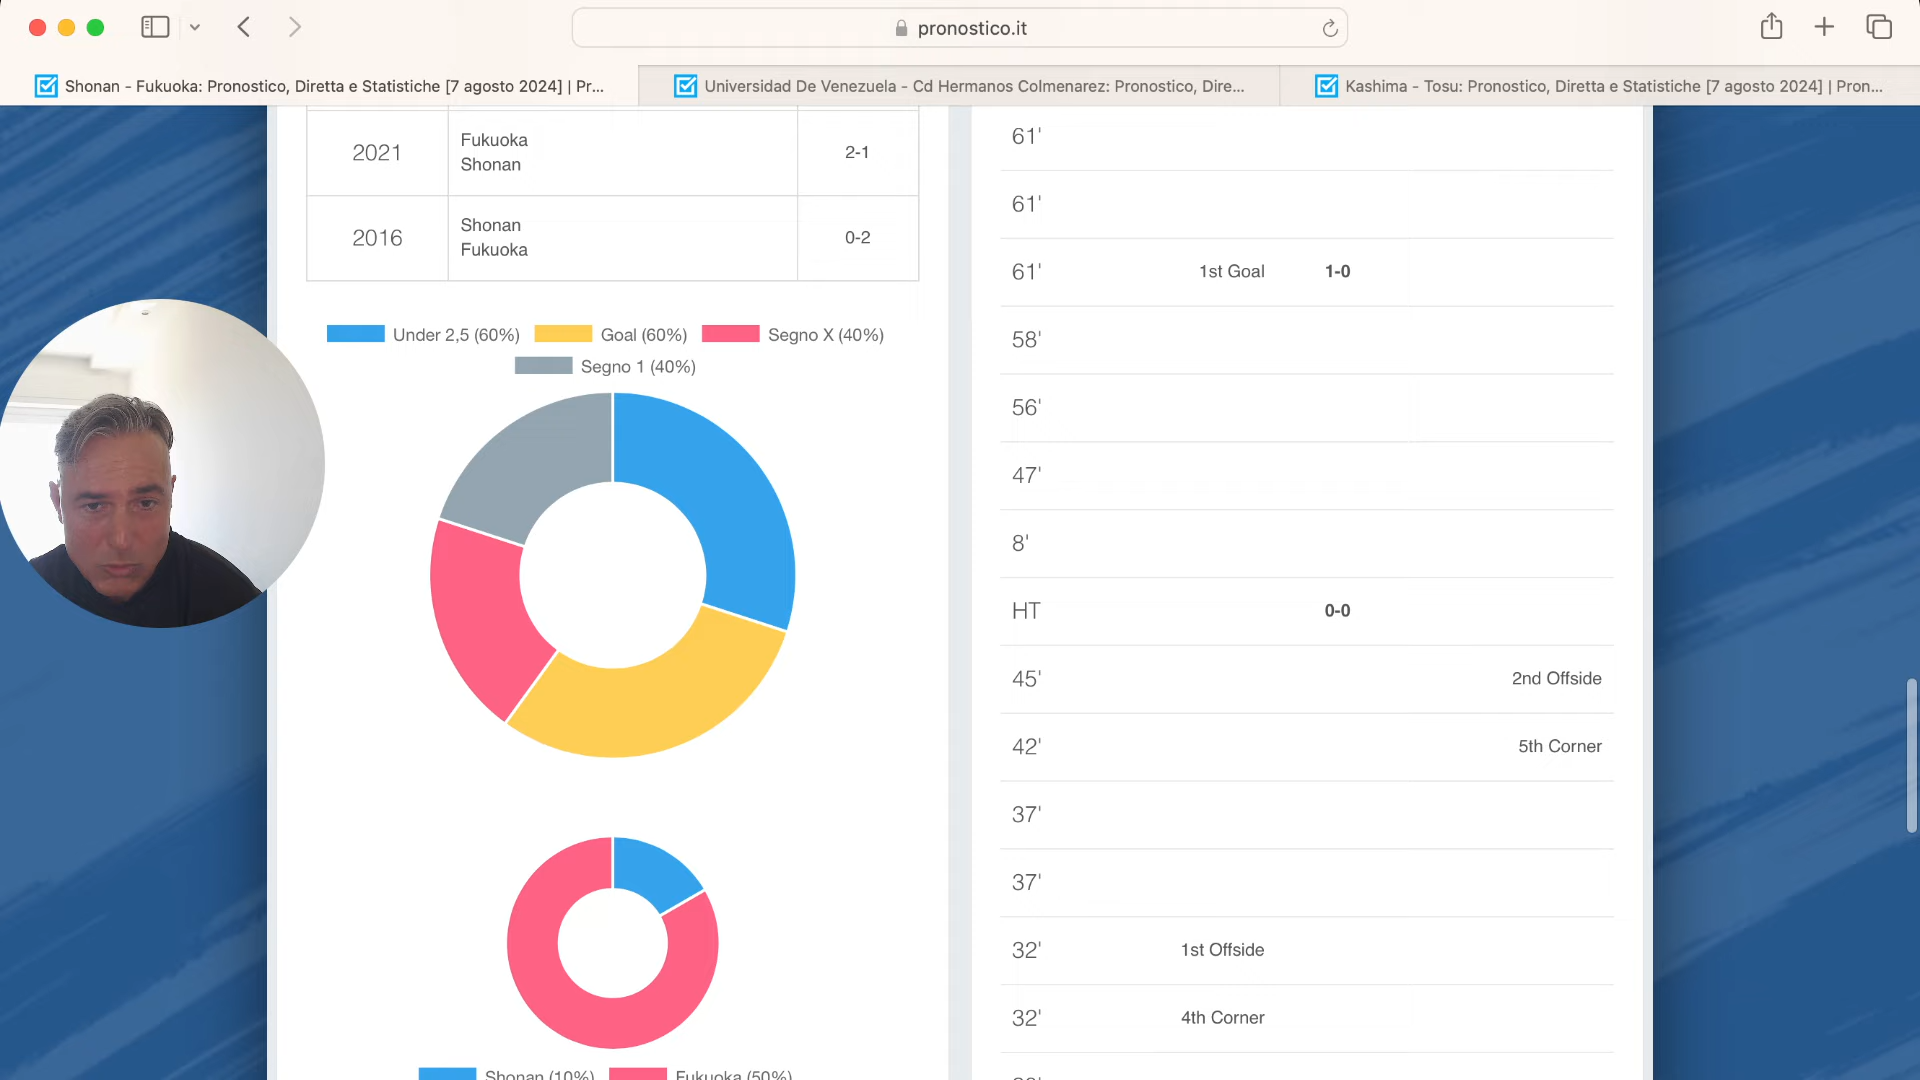 pronostico.it
Shonan - Fukuoka: Pronostico, Diretta e Statistiche [7 agosto 2024] | Pr...
Universidad De Venezuela - Cd Hermanos Colmenarez: Pronostico, Dire...
Kashima - Tosu: Pronostico, Diretta e Statistiche [7 agosto 2024] | Pron...
2021
Fukuoka
Shonan
2-1
2016
Shonan
Fukuoka
0-2
Under 2,5 (60%)
Goal (60%)
Segno X (40%)
Segno 1 (40%)
Shonan (10%)
Fukuoka (50%)
61'
61'
61' 1st Goal 1-0
58'
56'
47'
8'
HT 0-0
45' 2nd Offside
42' 5th Corner
37'
37'
32' 1st Offside
32' 4th Corner